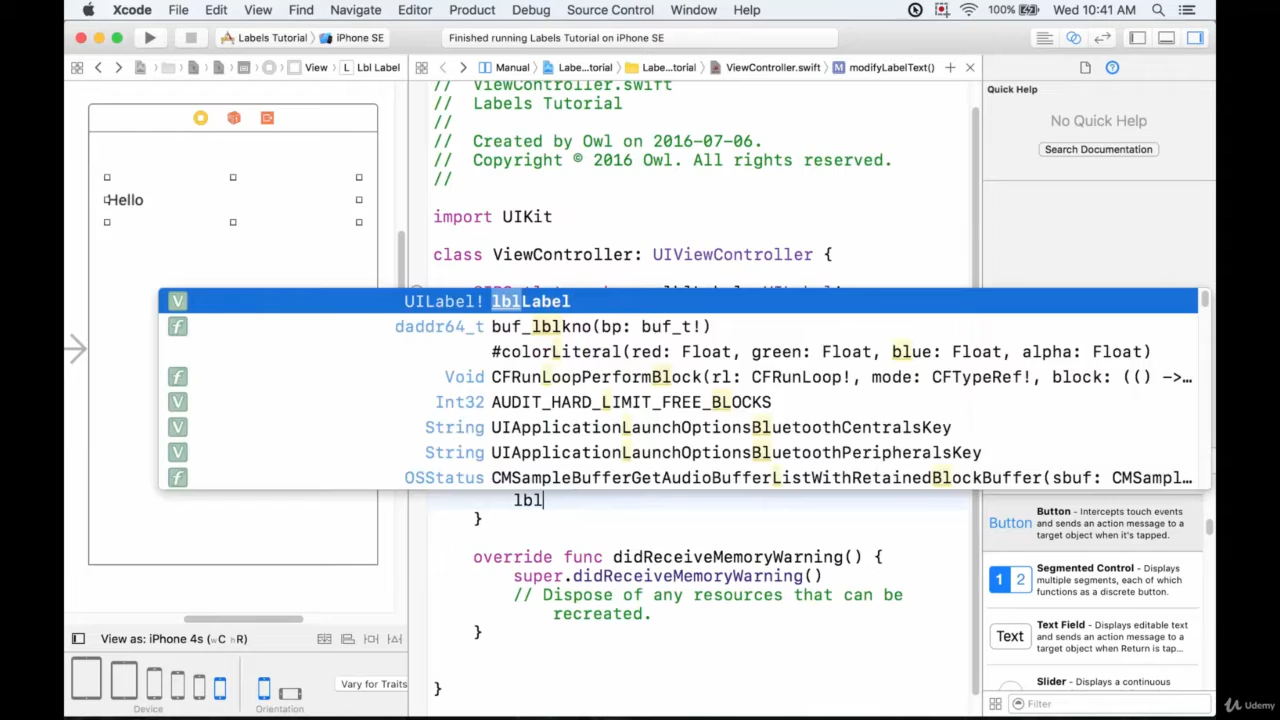 Xcode File Edit View Find Navigate Editor Product Debug Source Control Window Help 100% Wed 10:41 AM
Labels Tutorial iPhone SE Finished running Labels Tutorial on iPhone SE
View L Lbl Label Manual Labe...torial Labe...torial ViewController.swift M modifyLabelText()
Quick Help
No Quick Help
Search Documentation
Hello
// ViewController.swift
// Labels Tutorial
//
// Created by Owl on 2016-07-06.
// Copyright © 2016 Owl. All rights reserved.
//
import UIKit
class ViewController: UIViewController {
V UILabel! lblLabel
f daddr64_t buf_lblkno(bp: buf_t!)
#colorLiteral(red: Float, green: Float, blue: Float, alpha: Float)
f Void CFRunLoopPerformBlock(rl: CFRunLoop!, mode: CFTypeRef!, block: (() ->...
V Int32 AUDIT_HARD_LIMIT_FREE_BLOCKS
V String UIApplicationLaunchOptionsBluetoothCentralsKey
V String UIApplicationLaunchOptionsBluetoothPeripheralsKey
f OSStatus CMSampleBufferGetAudioBufferListWithRetainedBlockBuffer(sbuf: CMSampl...
lbl
}
override func didReceiveMemoryWarning() {
super.didReceiveMemoryWarning()
// Dispose of any resources that can be
recreated.
}
}
Button Button - Intercepts touch events
and sends an action message to a
target object when it's tapped.
1 2 Segmented Control - Displays
multiple segments, each of which
functions as a discrete button.
Text Text Field - Displays editable text
and sends an action message to a
target object when Return is tap...
Slider - Displays a continuous
Filter
View as: iPhone 4s (wC hR)
Vary for Traits
Device Orientation
Udemy